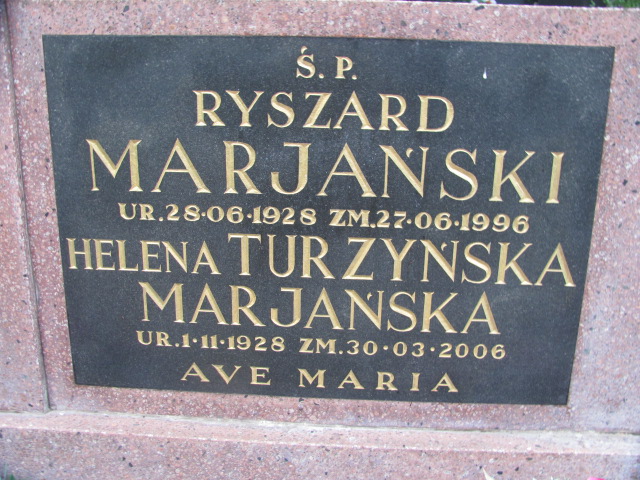 Ś. P.
RYSZARD
MARJAŃSKI
UR.28·06·1928 ZM.27·06·1996
HELENA TURZYŃSKA
MARJAŃSKA
UR.1·11·1928 ZM.30·03·2006
AVE MARIA